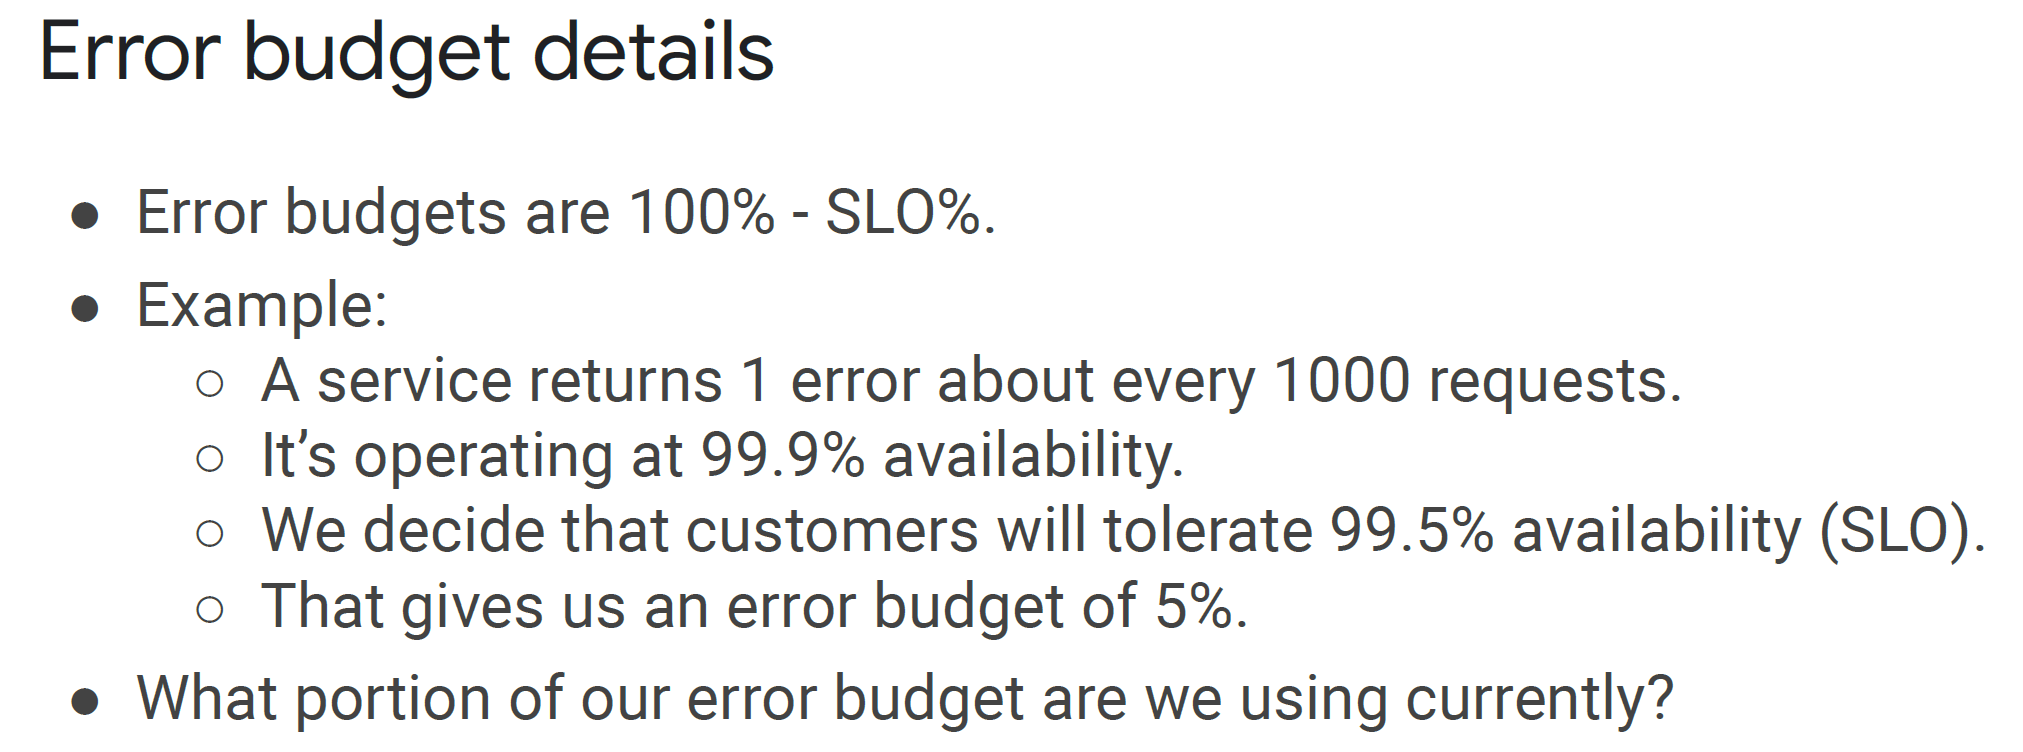 Error budget details
● Error budgets are 100% - SLO%.
● Example:
○ A service returns 1 error about every 1000 requests.
○ It’s operating at 99.9% availability.
○ We decide that customers will tolerate 99.5% availability (SLO).
○ That gives us an error budget of 5%.
● What portion of our error budget are we using currently?